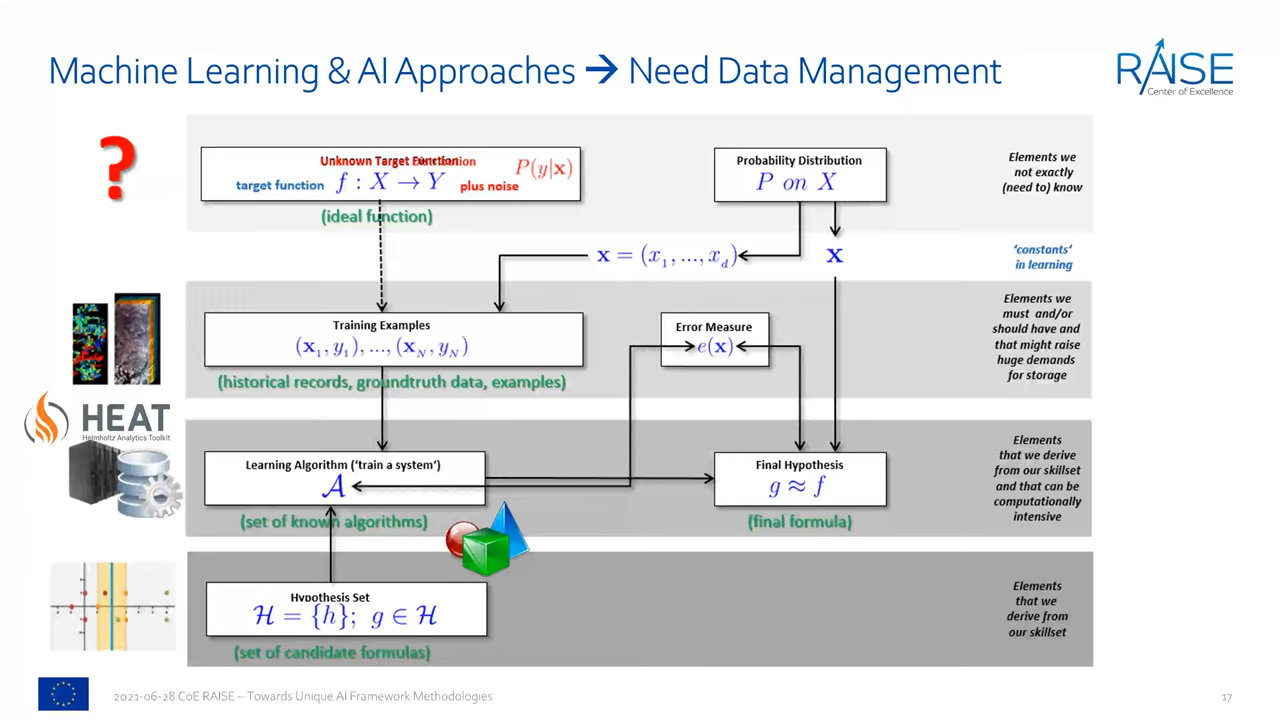 Machine Learning & AI Approaches → Need Data Management
RAISE
Center of Excellence
?
Unknown Target Distribution
target function f : X → Y plus noise P(y|x)
(ideal function)
Probability Distribution
P on X
Elements we
not exactly
(need to) know
x = (x₁, ..., x_d)
x
'constants'
in learning
Training Examples
(x₁, y₁), ..., (x_N, y_N)
(historical records, groundtruth data, examples)
Error Measure
e(x)
Elements we
must and/or
should have and
that might raise
huge demands
for storage
HEAT
Helmholtz Analytics Toolkit
Learning Algorithm ('train a system')
𝒜
(set of known algorithms)
Final Hypothesis
g ≈ f
(final formula)
Elements
that we derive
from our skillset
and that can be
computationally
intensive
Hypothesis Set
ℋ = {h}; g ∈ ℋ
(set of candidate formulas)
Elements
that we
derive from
our skillset
2021-06-28 CoE RAISE – Towards Unique AI Framework Methodologies
17